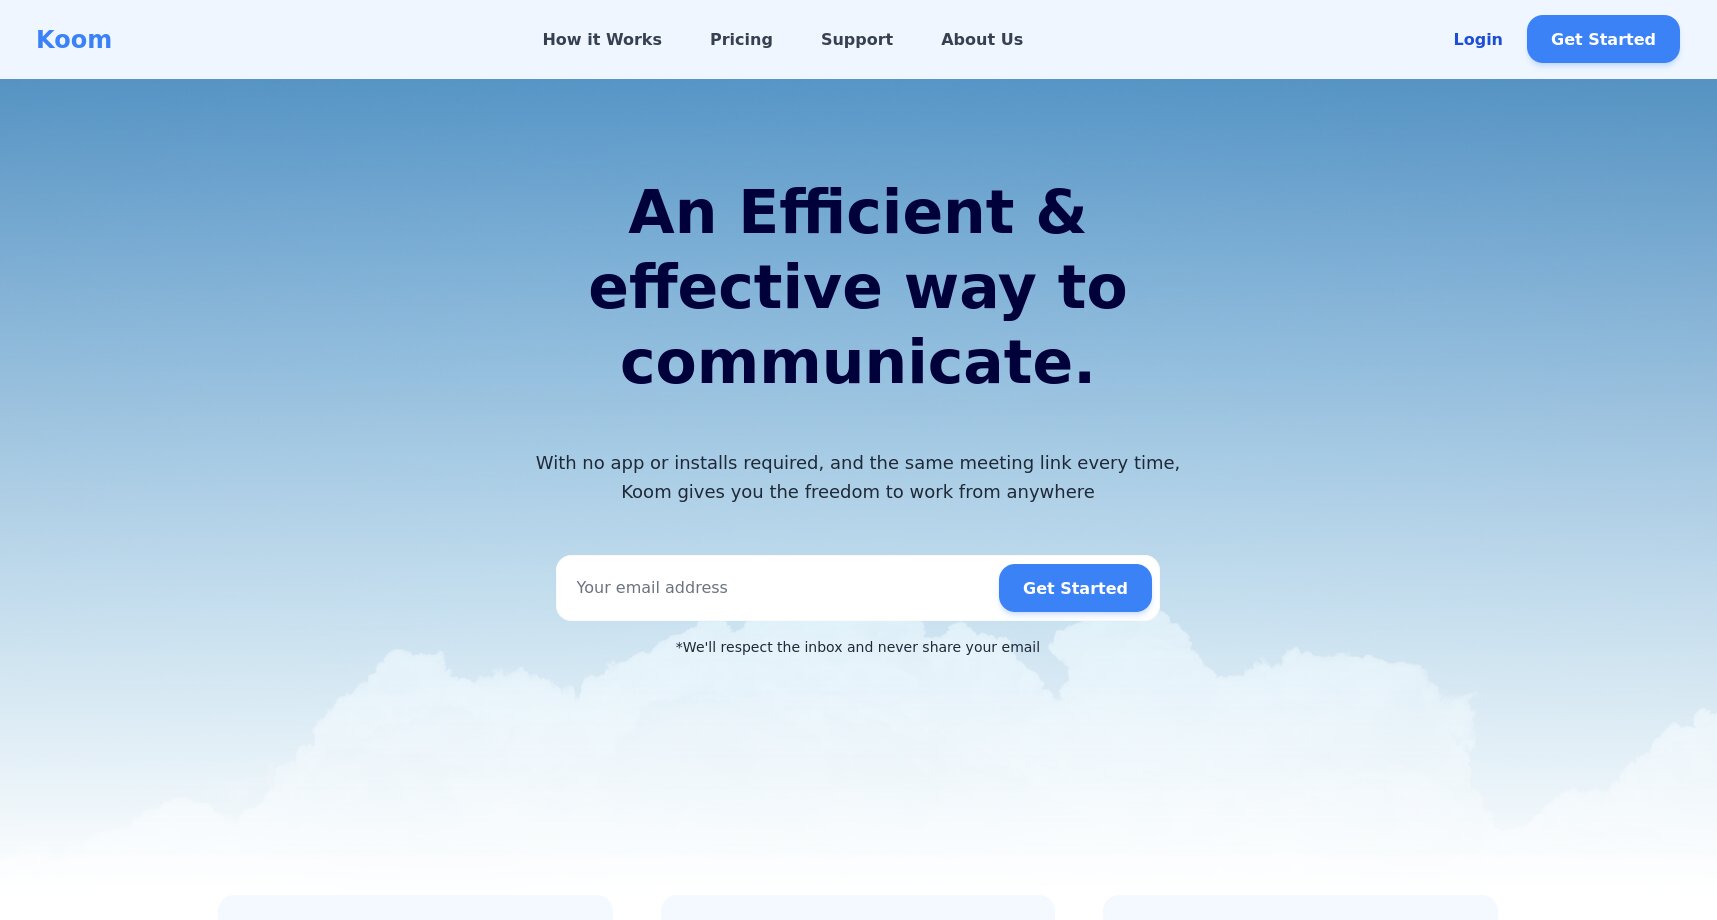 Koom
How it Works
Pricing
Support
About Us
Login
Get Started
An Efficient &
effective way to
communicate.
With no app or installs required, and the same meeting link every time,
Koom gives you the freedom to work from anywhere
Your email address
Get Started
*We'll respect the inbox and never share your email